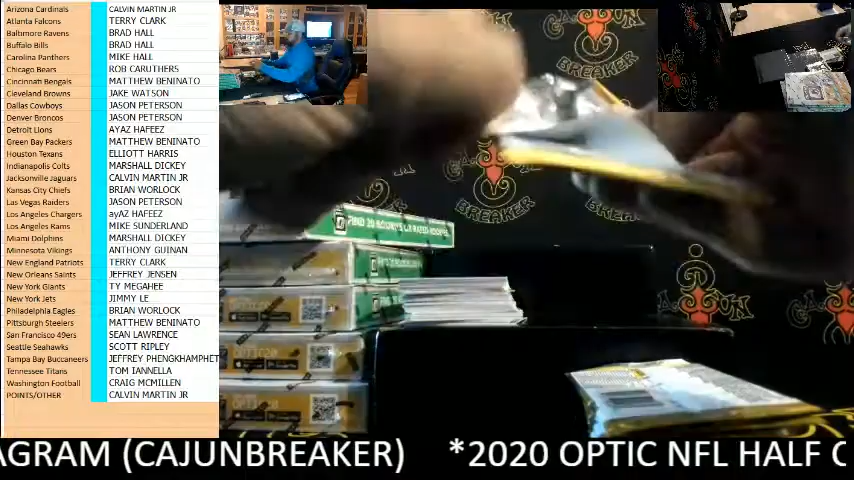 Arizona Cardinals CALVIN MARTIN JR
Atlanta Falcons TERRY CLARK
Baltimore Ravens BRAD HALL
Buffalo Bills BRAD HALL
Carolina Panthers MIKE HALL
Chicago Bears ROB CARUTHERS
Cincinnati Bengals MATTHEW BENINATO
Cleveland Browns JAKE WATSON
Dallas Cowboys JASON PETERSON
Denver Broncos JASON PETERSON
Detroit Lions AYAZ HAFEEZ
Green Bay Packers MATTHEW BENINATO
Houston Texans ELLIOTT HARRIS
Indianapolis Colts MARSHALL DICKEY
Jacksonville Jaguars CALVIN MARTIN JR
Kansas City Chiefs BRIAN WORLOCK
Las Vegas Raiders JASON PETERSON
Los Angeles Chargers ayAZ HAFEEZ
Los Angeles Rams MIKE SUNDERLAND
Miami Dolphins MARSHALL DICKEY
Minnesota Vikings ANTHONY GUINAN
New England Patriots TERRY CLARK
New Orleans Saints JEFFREY JENSEN
New York Giants TY MEGAHEE
New York Jets JIMMY LE
Philadelphia Eagles BRIAN WORLOCK
Pittsburgh Steelers MATTHEW BENINATO
San Francisco 49ers SEAN LAWRENCE
Seattle Seahawks SCOTT RIPLEY
Tampa Bay Buccaneers JEFFREY PHENGKHAMPHET
Tennessee Titans TOM IANNELLA
Washington Football CRAIG MCMILLEN
POINTS/OTHER CALVIN MARTIN JR
BREAKER
BREAKER
BREAKER
AGRAM (CAJUNBREAKER) *2020 OPTIC NFL HALF C